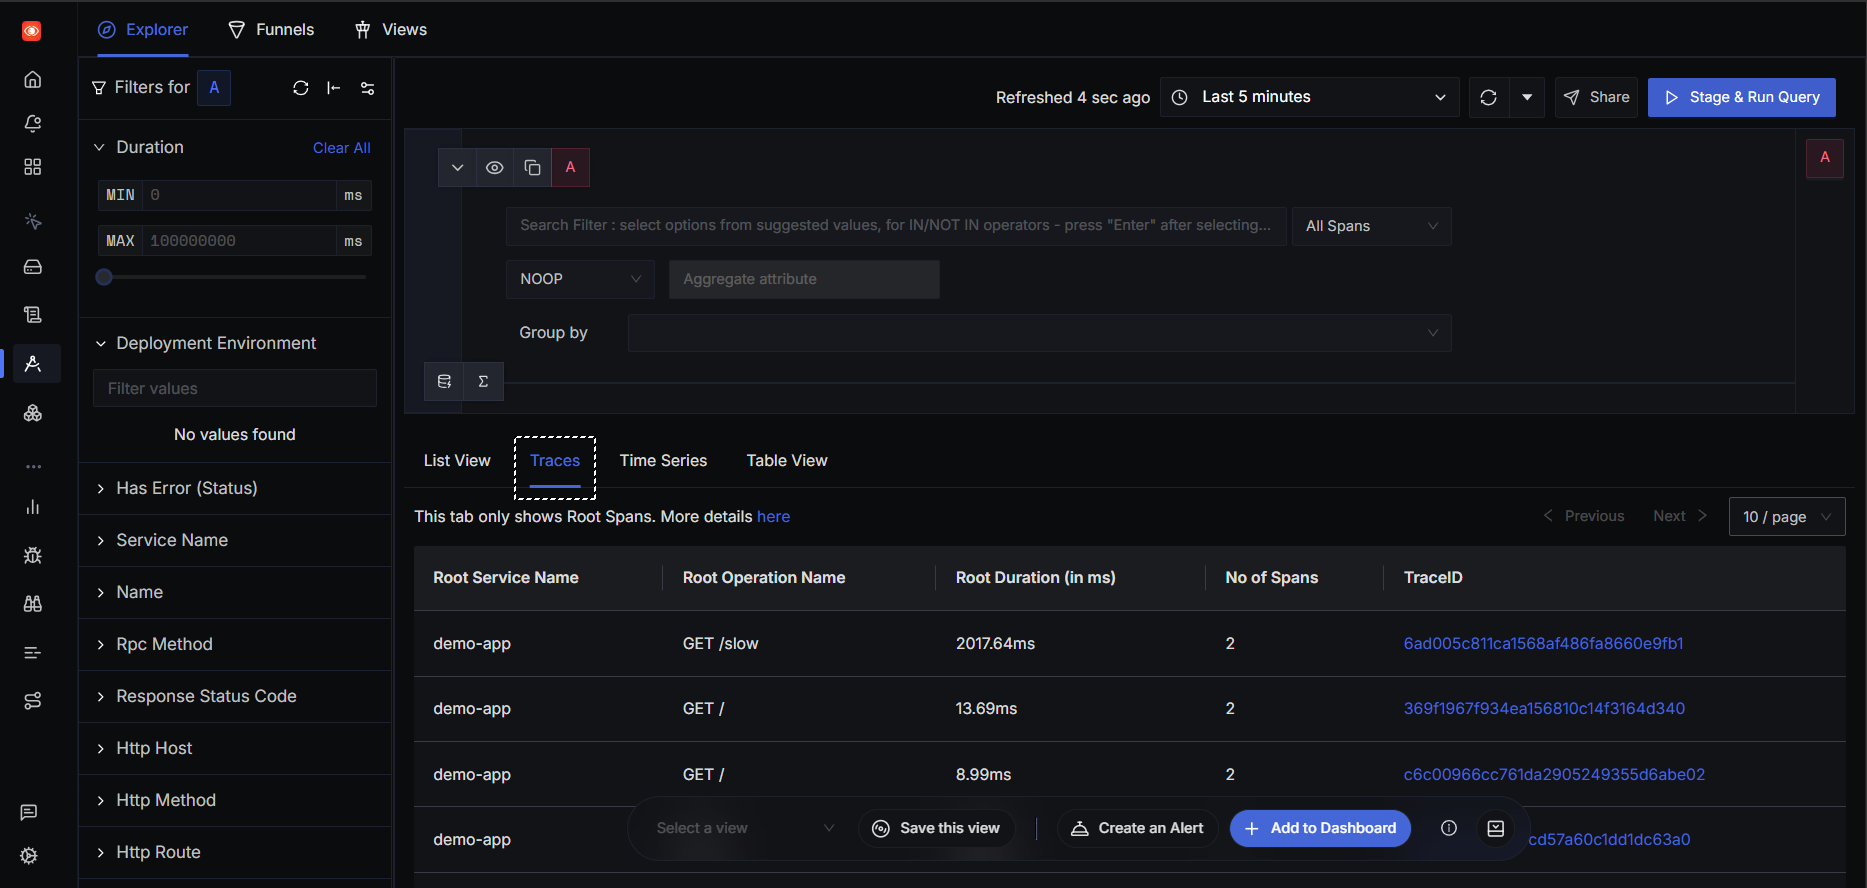 Explorer
Funnels
Views
Filters for A
Refreshed 4 sec ago
Last 5 minutes
Share
Stage & Run Query
Duration
Clear All
MIN 0 ms
MAX 100000000 ms
Deployment Environment
Filter values
No values found
Has Error (Status)
Service Name
Name
Rpc Method
Response Status Code
Http Host
Http Method
Http Route
A
A
Search Filter : select options from suggested values, for IN/NOT IN operators - press "Enter" after selecting...
All Spans
NOOP
Aggregate attribute
Group by
Σ
List View
Traces
Time Series
Table View
This tab only shows Root Spans. More details here
Previous
Next
10 / page
Root Service Name Root Operation Name Root Duration (in ms) No of Spans TraceID
demo-app GET /slow 2017.64ms 2 6ad005c811ca1568af486fa8660e9fb1
demo-app GET / 13.69ms 2 369f1967f934ea156810c14f3164d340
demo-app GET / 8.99ms 2 c6c00966cc761da2905249355d6abe02
demo-app cd57a60c1dd1dc63a0
Select a view
Save this view
Create an Alert
Add to Dashboard